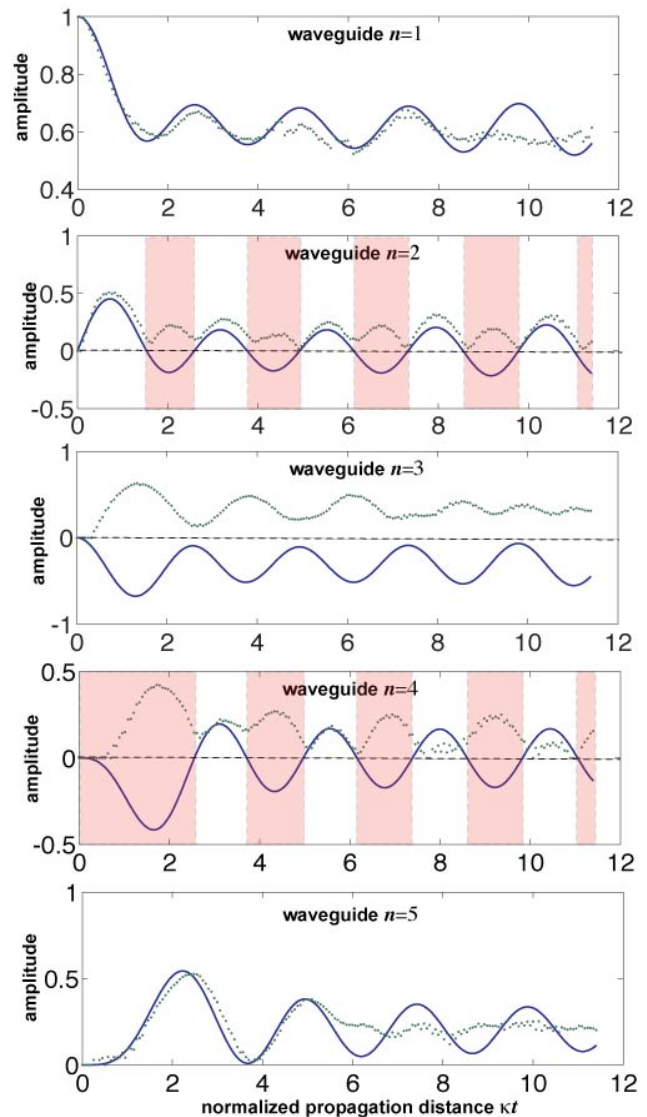 waveguide n=1
amplitude
1
0.8
0.6
0.4
0 2 4 6 8 10 12
waveguide n=2
amplitude
1
0.5
0
-0.5
0 2 4 6 8 10 12
waveguide n=3
amplitude
1
0
-1
0 2 4 6 8 10 12
waveguide n=4
amplitude
0.5
0
-0.5
0 2 4 6 8 10 12
waveguide n=5
amplitude
1
0.5
0
0 2 4 6 8 10 12
normalized propagation distance κt